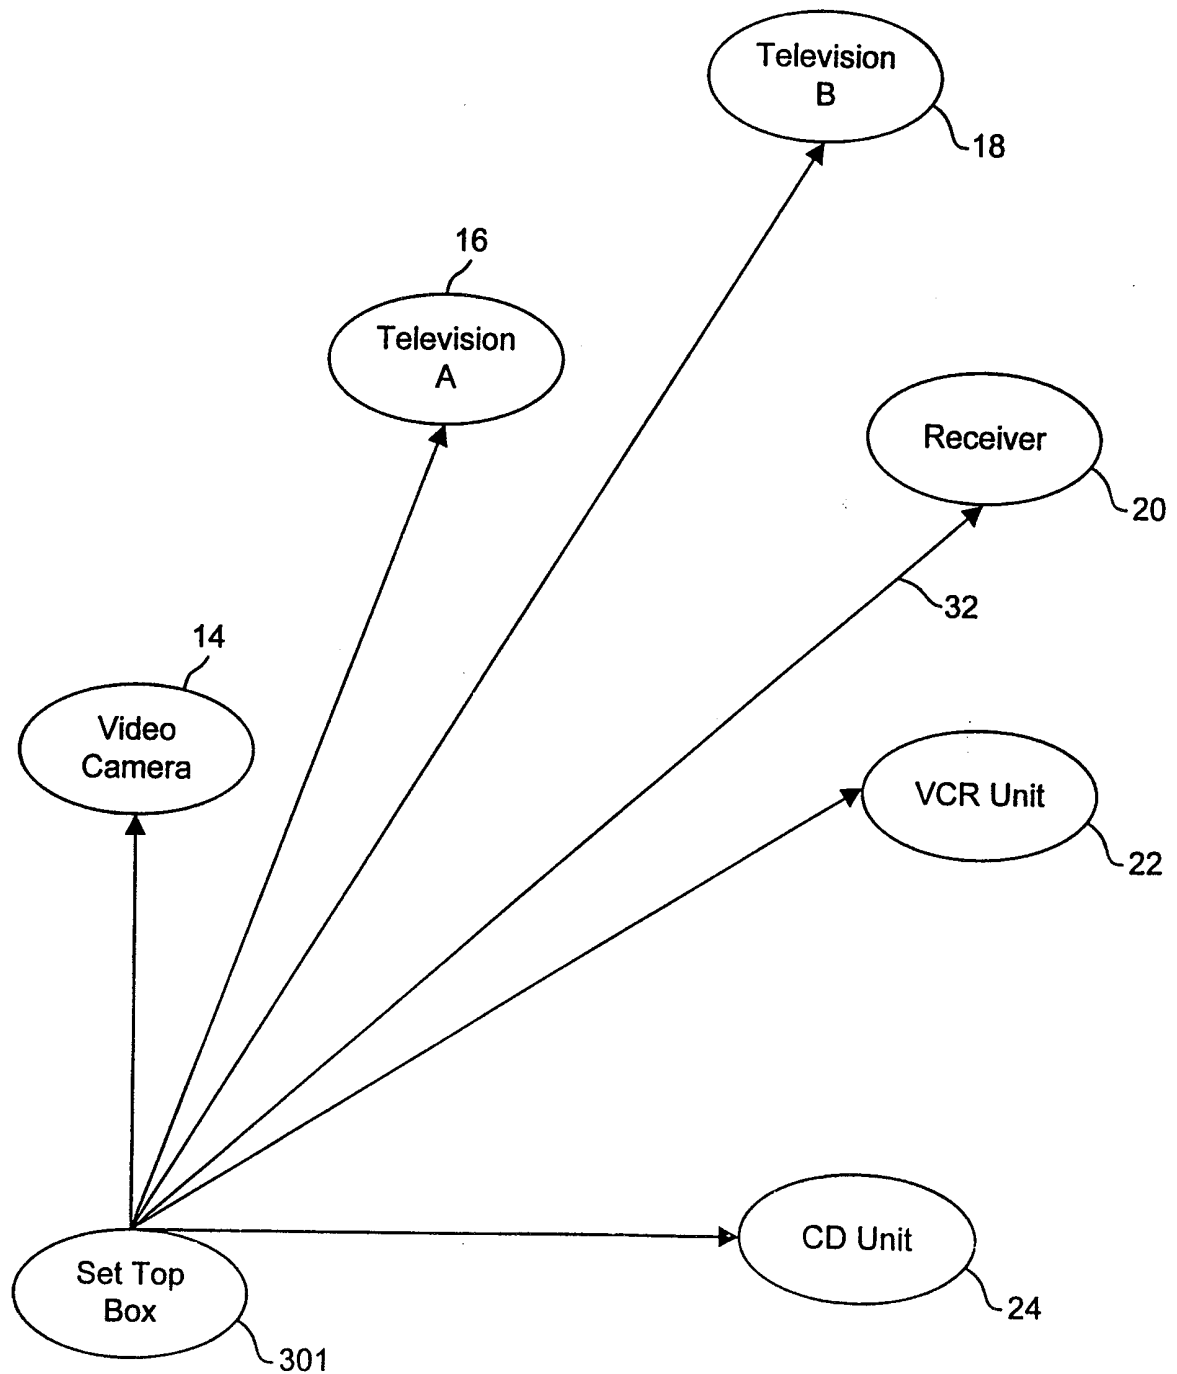 Television
B
18
16
Television
A
Receiver
20
32
14
Video
Camera
VCR Unit
22
CD Unit
24
Set Top
Box
301